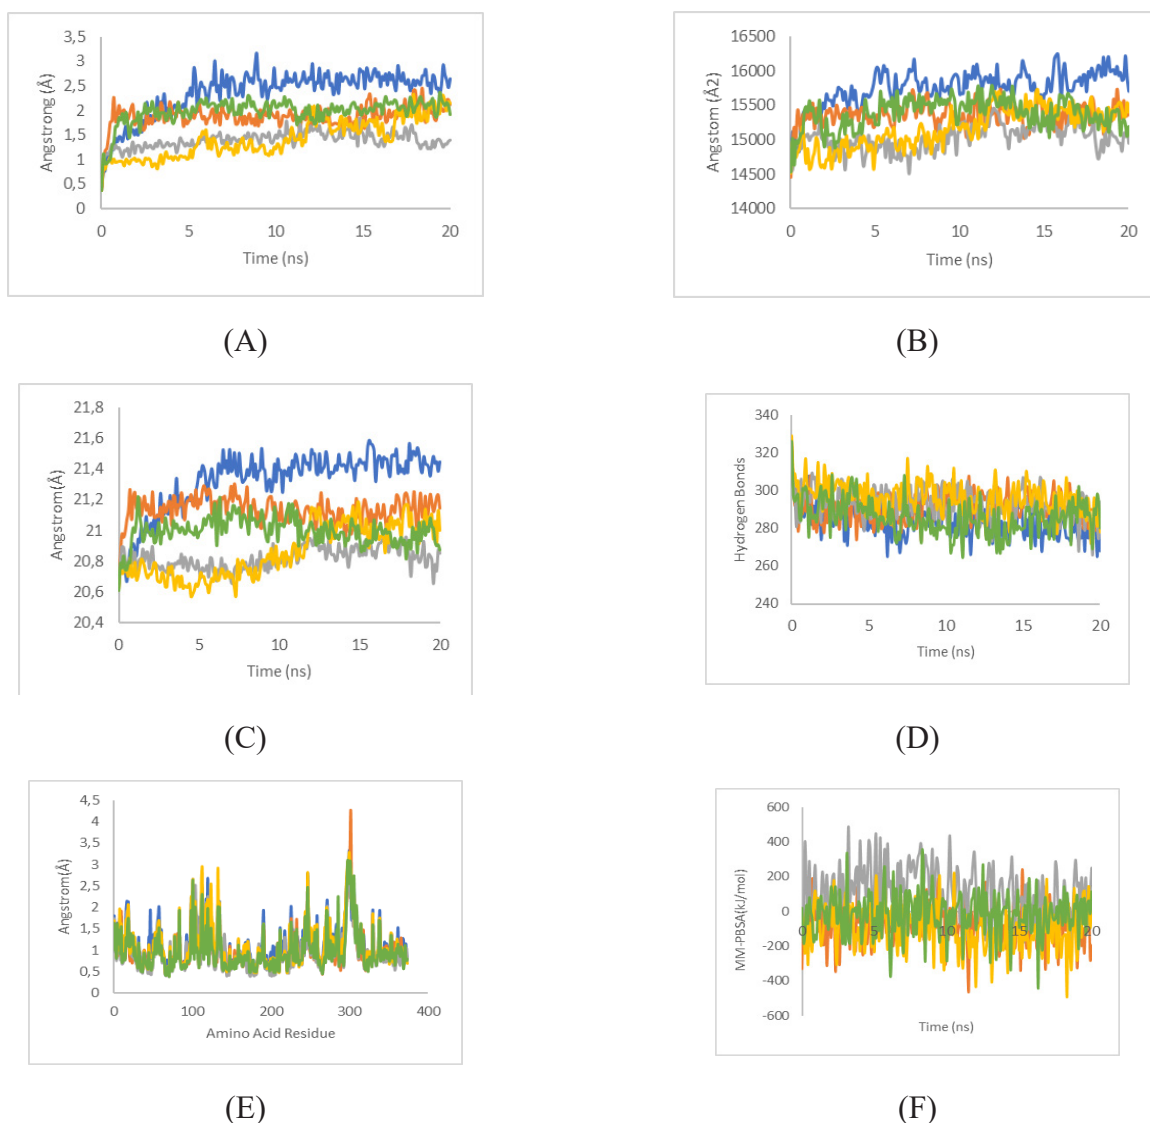 3,5
3
2,5
2
1,5
1
0,5
0
Angstrong (Å)
0 5 10 15 20
Time (ns)
(A)
16500
16000
15500
15000
14500
14000
Angstom (Å2)
0 5 10 15 20
Time (ns)
(B)
21,8
21,6
21,4
21,2
21
20,8
20,6
20,4
Angstrom(Å)
0 5 10 15 20
Time (ns)
(C)
340
320
300
280
260
240
Hydrogen Bonds
0 5 10 15 20
Time (ns)
(D)
4,5
4
3,5
3
2,5
2
1,5
1
0,5
0
Angstrom(Å)
0 100 200 300 400
Amino Acid Residue
(E)
600
400
200
0
-200
-400
-600
MM-PBSA(kJ/mol)
0 5 10 15 20
Time (ns)
(F)